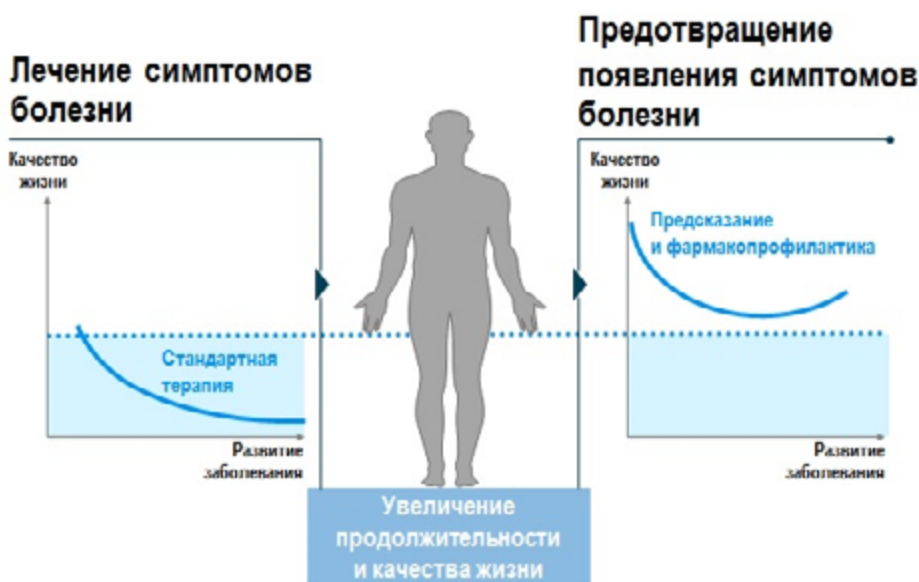 Лечение симптомов
болезни
Качество
жизни
Стандартная
терапия
Развитие
заболевания
Увеличение
продолжительности
и качества жизни
Предотвращение
появления симптомов
болезни
Качество
жизни
Предсказание
и фармакопрофилактика
Развитие
заболевания